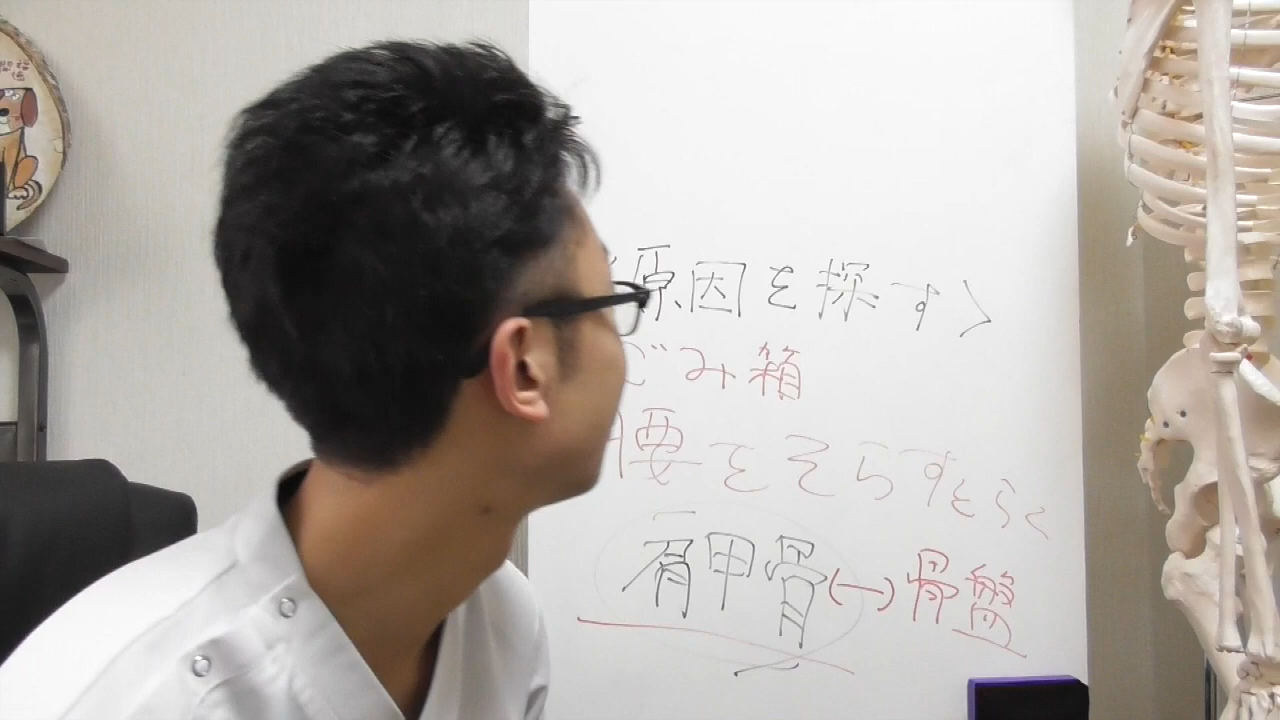 原因を探す>
ごみ箱
腰をそらすとらく
肩甲骨(一)骨盤